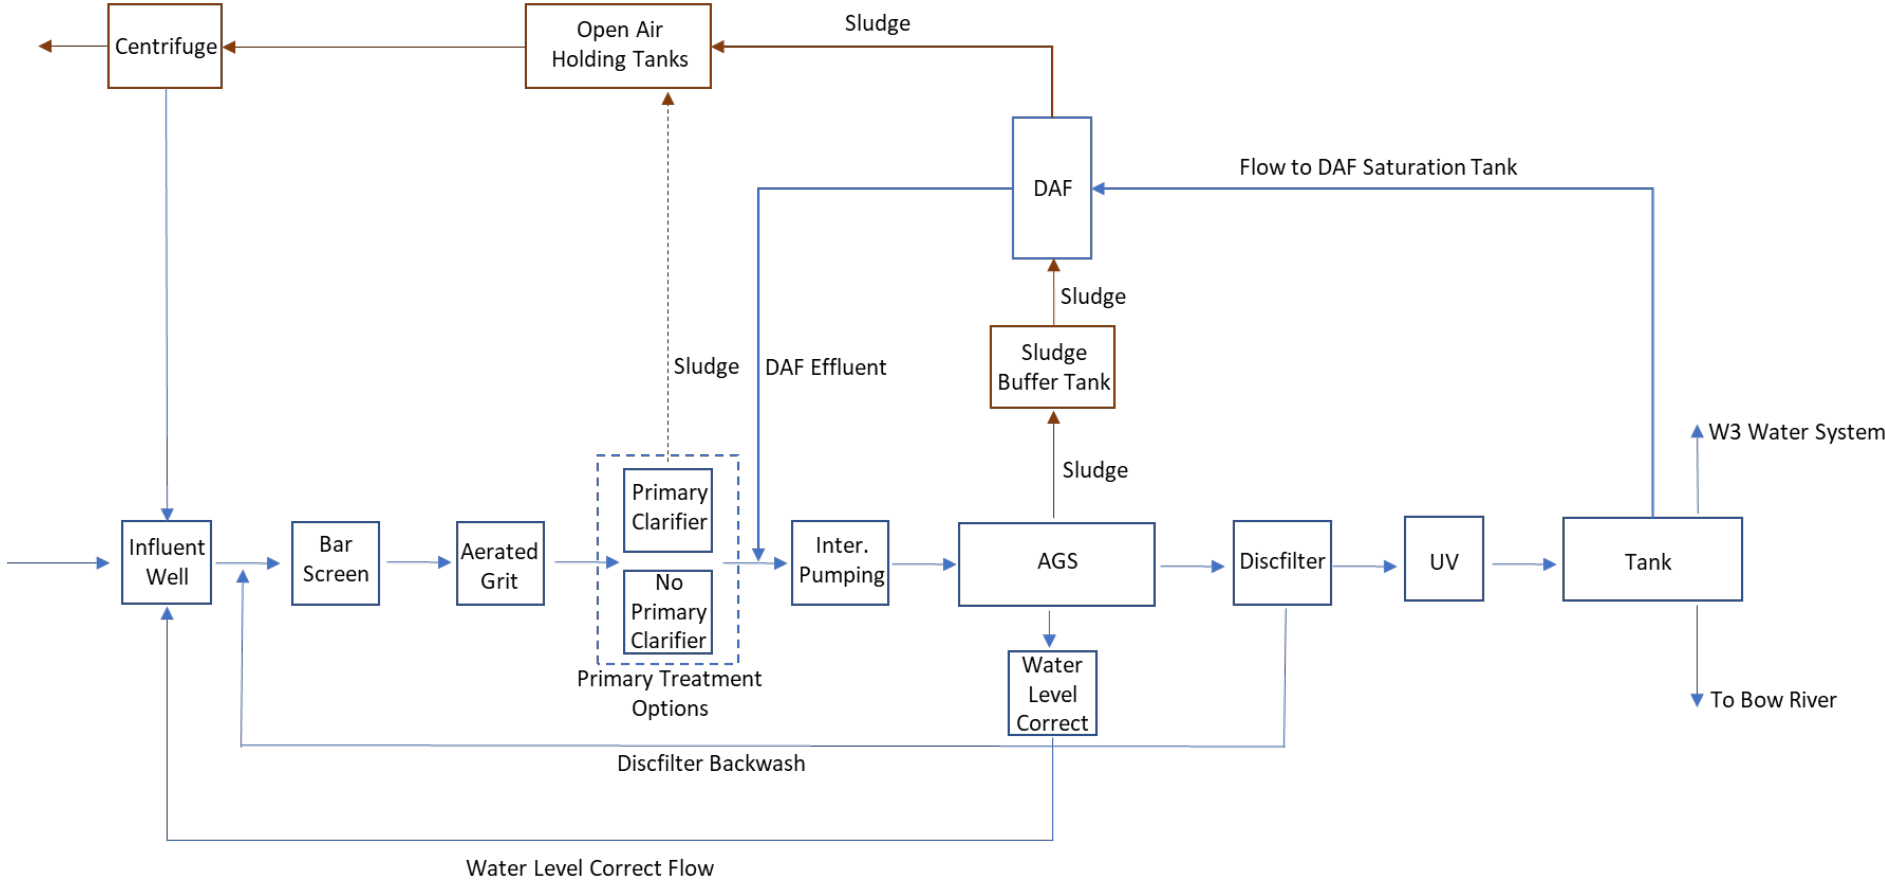 Centrifuge
Open Air
Holding Tanks
Sludge
DAF
Flow to DAF Saturation Tank
Sludge
Sludge
Buffer Tank
Sludge
DAF Effluent
Sludge
W3 Water System
Influent
Well
Bar
Screen
Aerated
Grit
Primary
Clarifier
No
Primary
Clarifier
Primary Treatment
Options
Inter.
Pumping
AGS
Discfilter
UV
Tank
Water
Level
Correct
To Bow River
Discfilter Backwash
Water Level Correct Flow